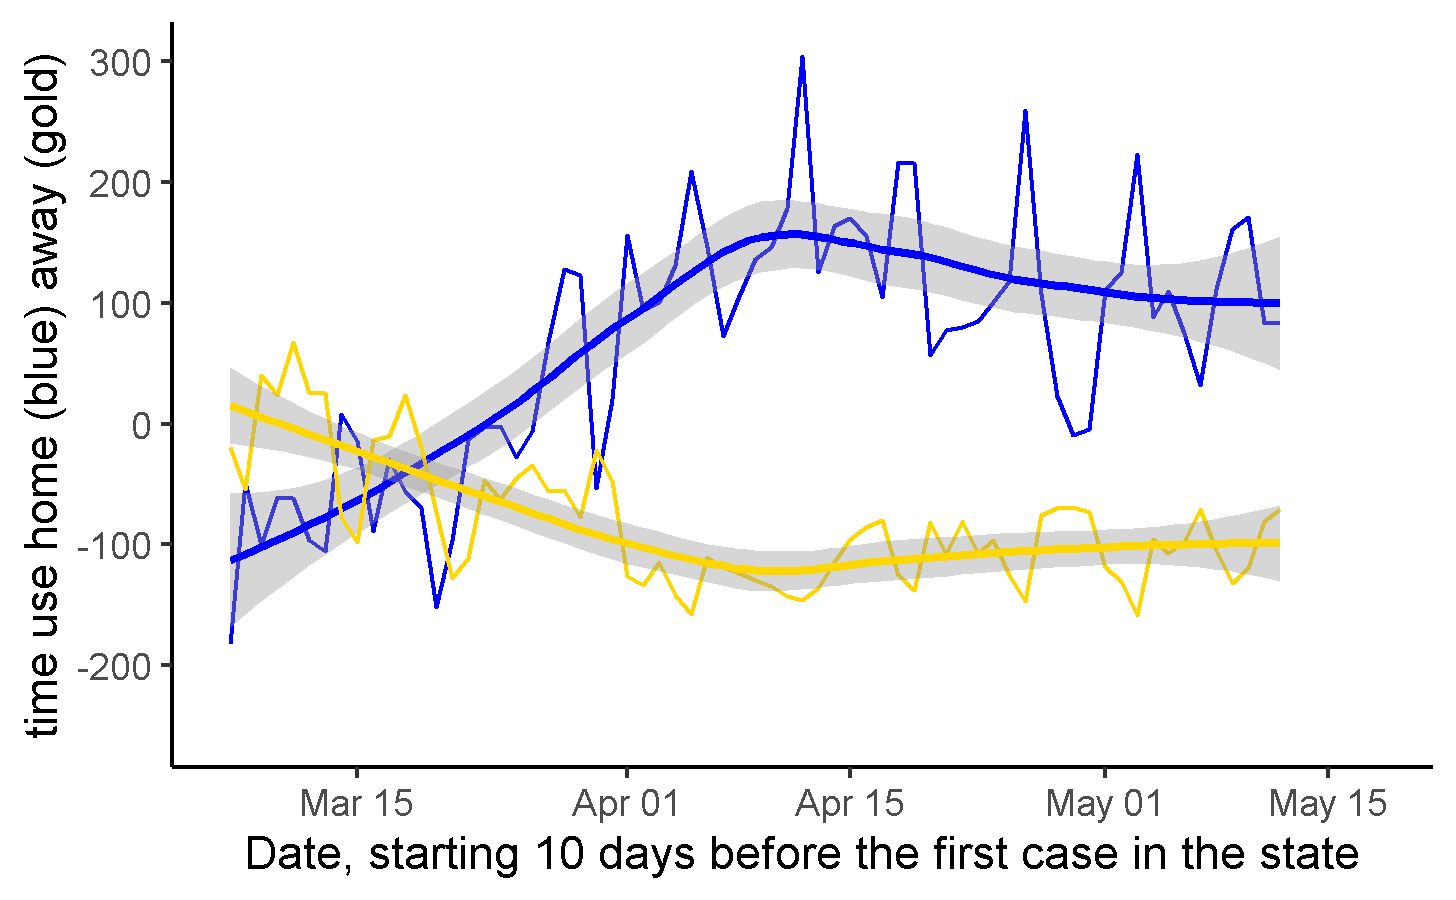 time use home (blue) away (gold)
300
200
100
0
-100
-200
Mar 15
Apr 01
Apr 15
May 01
May 15
Date, starting 10 days before the first case in the state